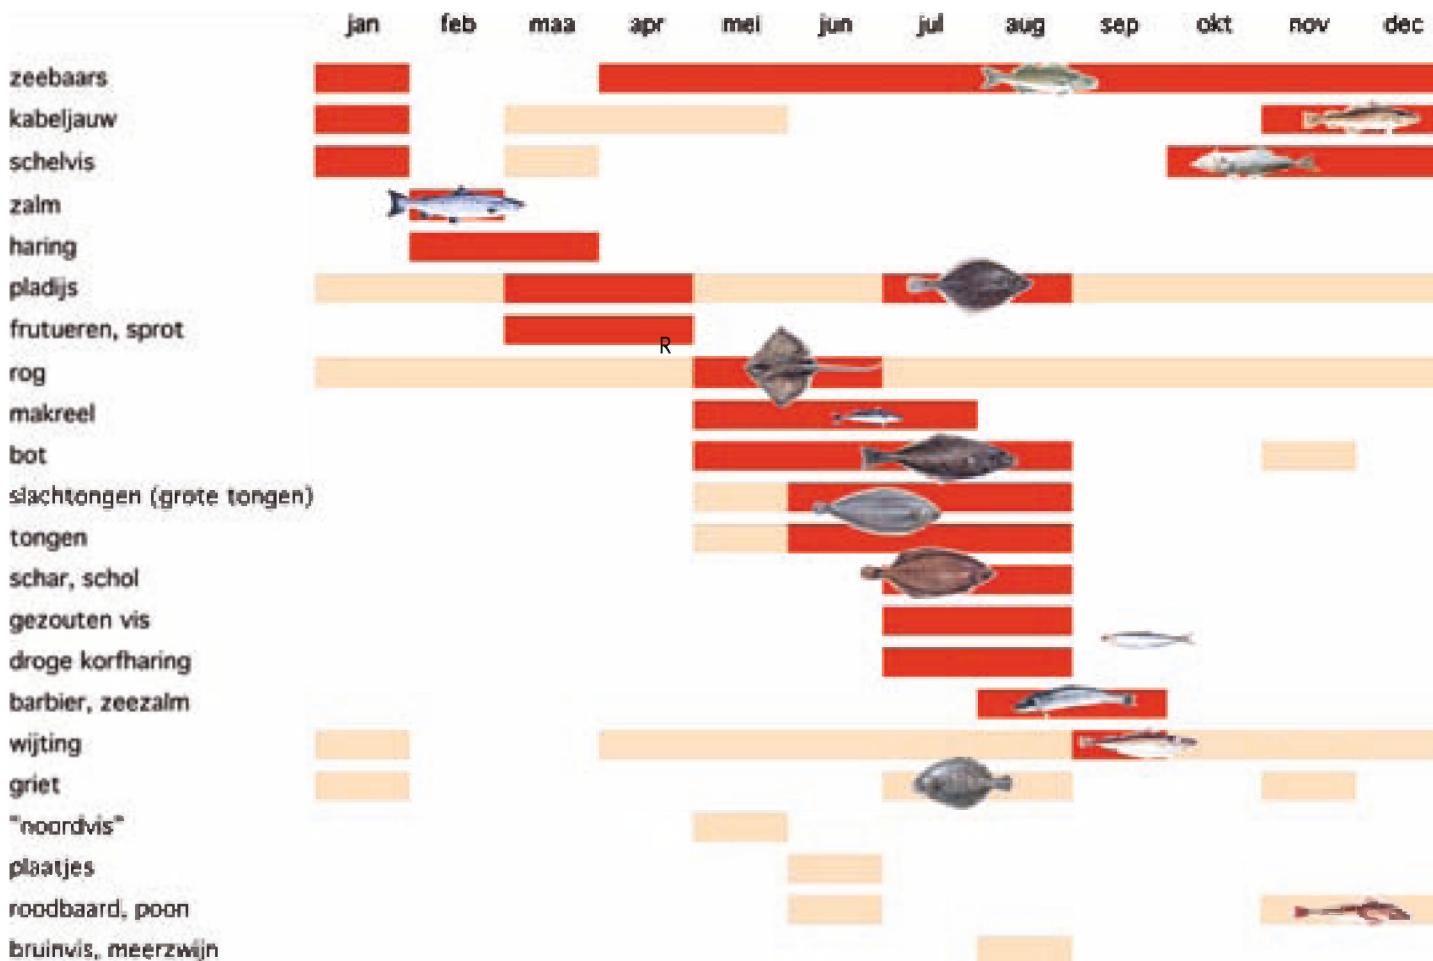 jan feb maa apr mei jun jul aug sep okt nov dec
zeebaars
kabeljauw
schelvis
zalm
haring
pladijs
frutueren, sprot
R
rog
makreel
bot
slachtongen (grote tongen)
tongen
schar, schol
gezouten vis
droge korfharing
barbier, zeezalm
wijting
griet
"noordvis"
plaatjes
roodbaard, poon
bruinvis, meerzwijn